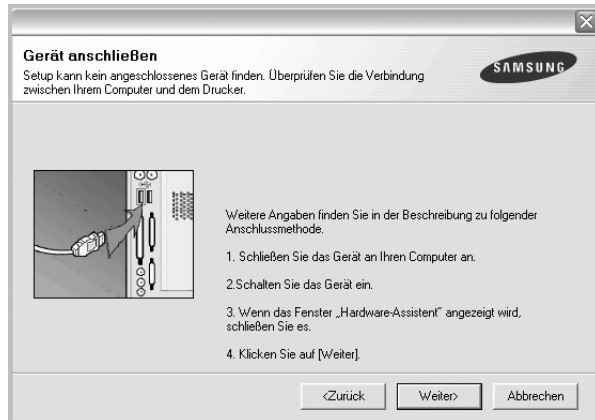 Gerät anschließen
Setup kann kein angeschlossenes Gerät finden. Überprüfen Sie die Verbindung
zwischen Ihrem Computer und dem Drucker.
SAMSUNG
Weitere Angaben finden Sie in der Beschreibung zu folgender
Anschlussmethode.
1. Schließen Sie das Gerät an Ihren Computer an.
2.Schalten Sie das Gerät ein.
3. Wenn das Fenster „Hardware-Assistent" angezeigt wird,
schließen Sie es.
4. Klicken Sie auf [Weiter].
<Zurück Weiter> Abbrechen